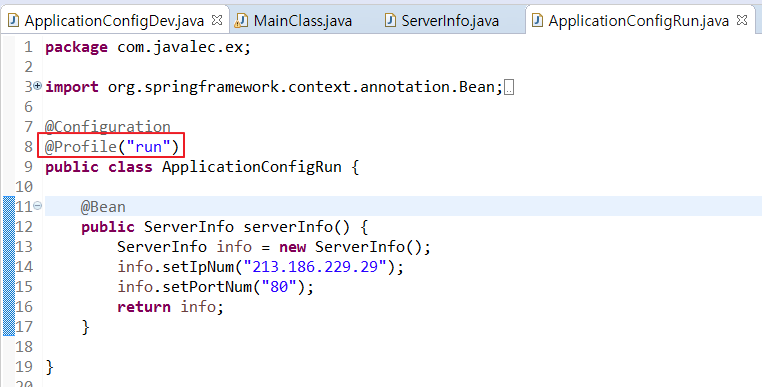 ApplicationConfigDev.java MainClass.java ServerInfo.java ApplicationConfigRun.java
1 package com.javalec.ex;
2
3 import org.springframework.context.annotation.Bean;
6
7 @Configuration
8 @Profile("run")
9 public class ApplicationConfigRun {
10
11     @Bean
12     public ServerInfo serverInfo() {
13         ServerInfo info = new ServerInfo();
14         info.setIpNum("213.186.229.29");
15         info.setPortNum("80");
16         return info;
17     }
18
19 }
20